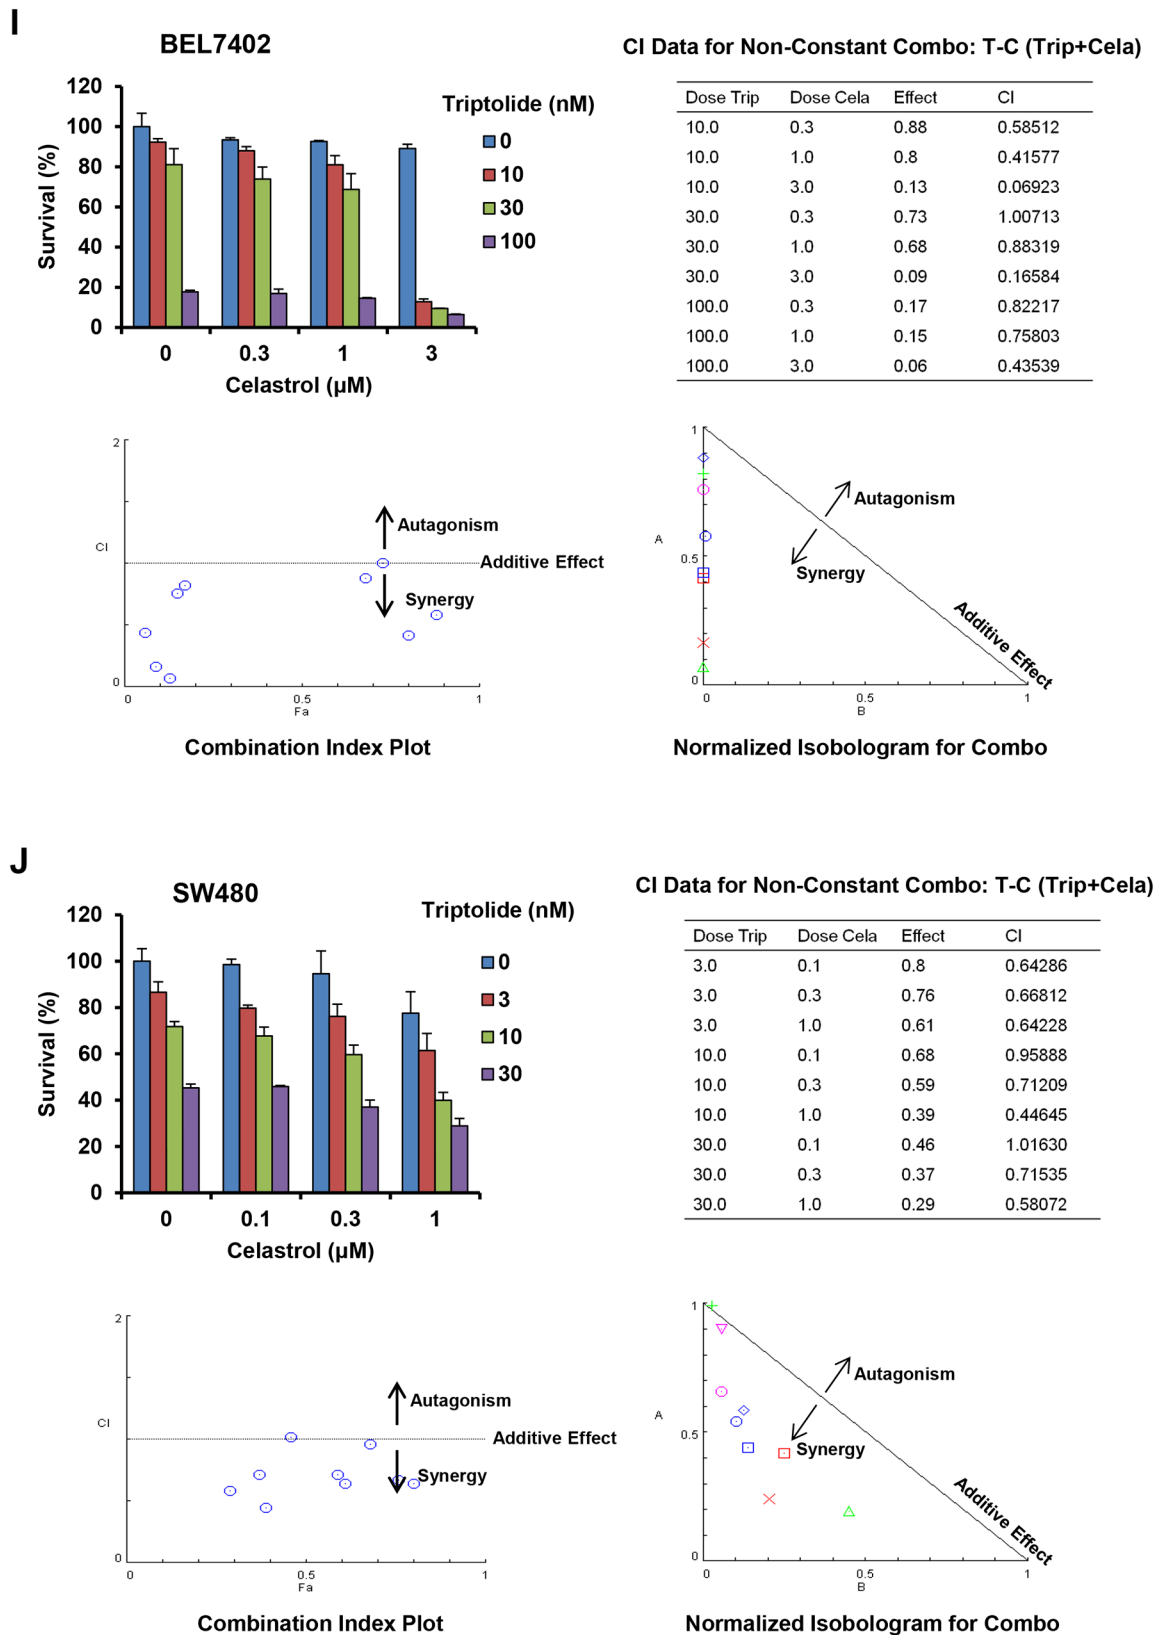 I
BEL7402
CI Data for Non-Constant Combo: T-C (Trip+Cela)
120
100
80
60
40
20
0
Survival (%)
0 0.3 1 3
Celastrol (µM)
Triptolide (nM)
0
10
30
100
Dose Trip Dose Cela Effect CI
10.0 0.3 0.88 0.58512
10.0 1.0 0.8 0.41577
10.0 3.0 0.13 0.06923
30.0 0.3 0.73 1.00713
30.0 1.0 0.68 0.88319
30.0 3.0 0.09 0.16584
100.0 0.3 0.17 0.82217
100.0 1.0 0.15 0.75803
100.0 3.0 0.06 0.43539
2
CI
0
Autagonism
Additive Effect
Synergy
0 0.5 1
Fa
Combination Index Plot
1
A
0.5
0
Autagonism
Synergy
Additive Effect
0 0.5 1
B
Normalized Isobologram for Combo
J
SW480
CI Data for Non-Constant Combo: T-C (Trip+Cela)
120
100
80
60
40
20
0
Survival (%)
0 0.1 0.3 1
Celastrol (µM)
Triptolide (nM)
0
3
10
30
Dose Trip Dose Cela Effect CI
3.0 0.1 0.8 0.64286
3.0 0.3 0.76 0.66812
3.0 1.0 0.61 0.64228
10.0 0.1 0.68 0.95888
10.0 0.3 0.59 0.71209
10.0 1.0 0.39 0.44645
30.0 0.1 0.46 1.01630
30.0 0.3 0.37 0.71535
30.0 1.0 0.29 0.58072
2
CI
0
Autagonism
Additive Effect
Synergy
0 0.5 1
Fa
Combination Index Plot
1
A
0.5
0
Autagonism
Synergy
Additive Effect
0 0.5 1
B
Normalized Isobologram for Combo